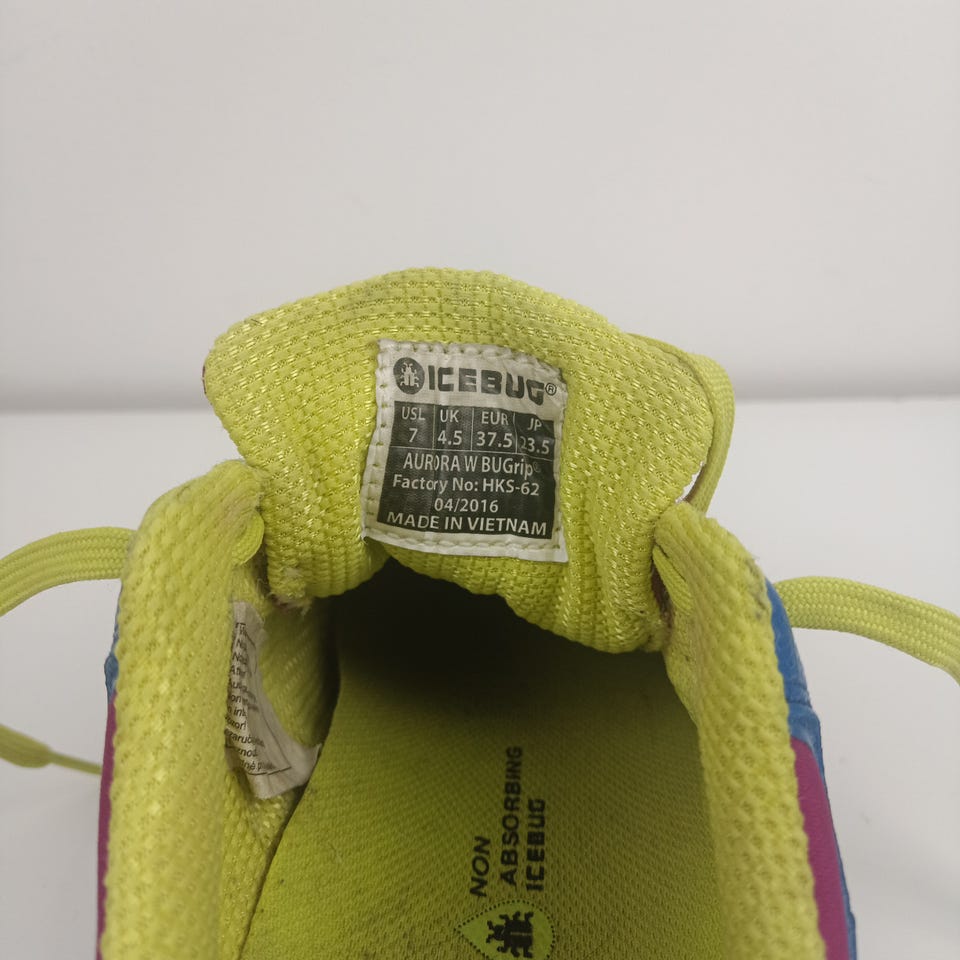 ICEBUG®
USL UK EUR JP
7 4.5 37.5 23.5
AURORA W BUGrip®
Factory No: HKS-62
04/2016
MADE IN VIETNAM
NON
ABSORBING
ICEBUG